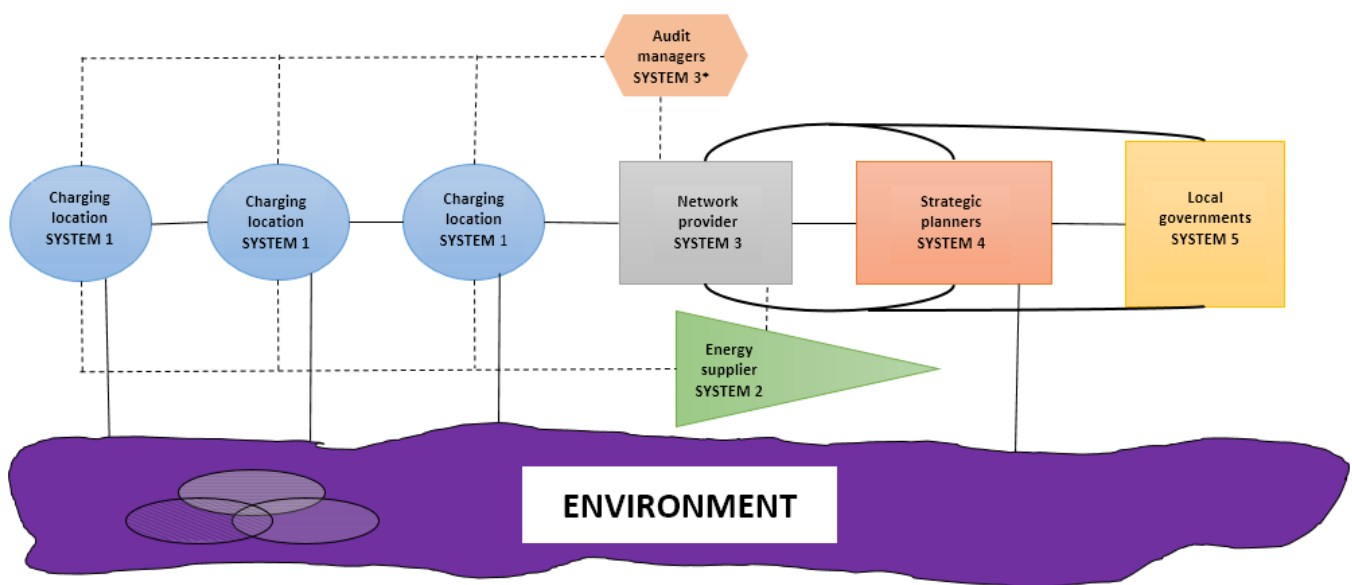 Audit
managers
SYSTEM 3*
Charging
location
SYSTEM 1
Charging
location
SYSTEM 1
Charging
location
SYSTEM 1
Network
provider
SYSTEM 3
Strategic
planners
SYSTEM 4
Local
governments
SYSTEM 5
Energy
supplier
SYSTEM 2
ENVIRONMENT